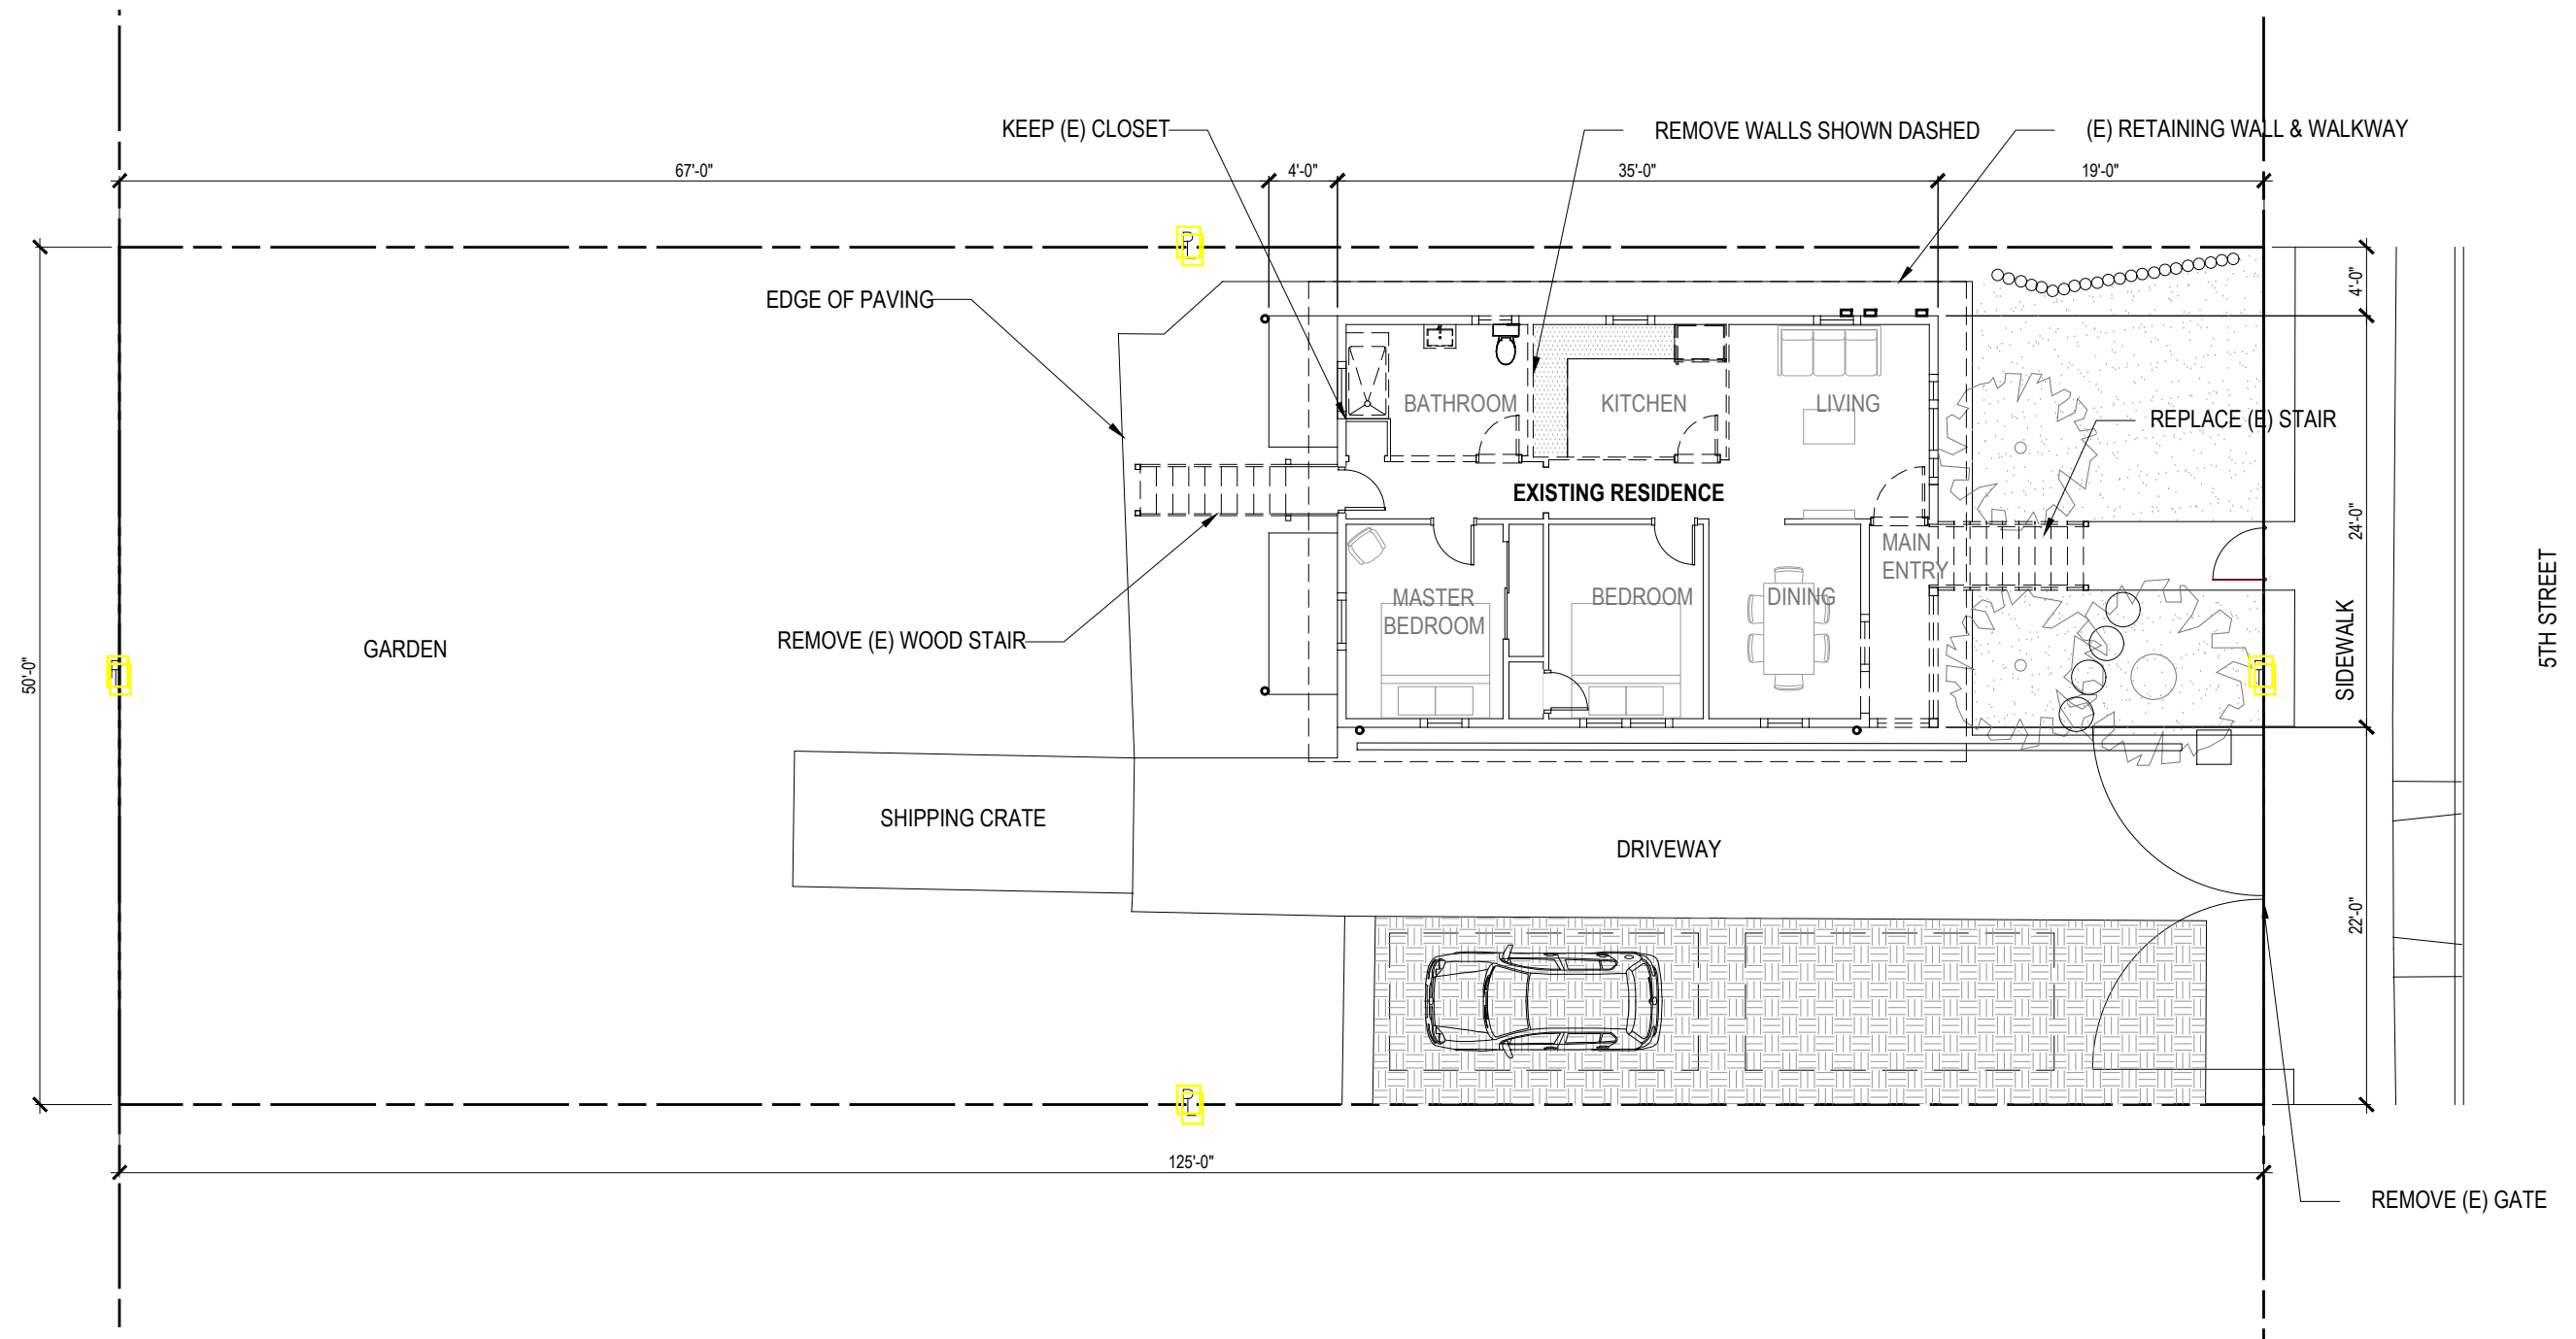 KEEP (E) CLOSET
REMOVE WALLS SHOWN DASHED
(E) RETAINING WALL & WALKWAY
67'-0"
4'-0"
35'-0"
19'-0"
4'-0"
EDGE OF PAVING
BATHROOM
KITCHEN
LIVING
REPLACE (E) STAIR
EXISTING RESIDENCE
24'-0"
MAIN
ENTRY
MASTER
BEDROOM
BEDROOM
DINING
REMOVE (E) WOOD STAIR
GARDEN
50'-0"
SIDEWALK
5TH STREET
SHIPPING CRATE
DRIVEWAY
22'-0"
125'-0"
REMOVE (E) GATE